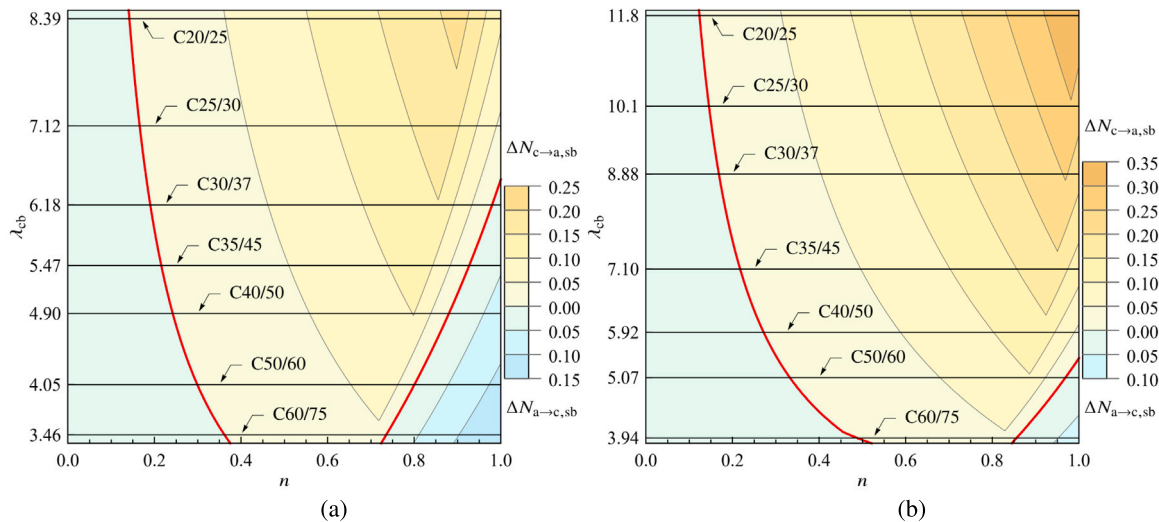 8.39
C20/25
C25/30
7.12
C30/37
6.18
λcb
C35/45
5.47
C40/50
4.90
C50/60
4.05
C60/75
3.46
0.0 0.2 0.4 0.6 0.8 1.0
n
(a)
ΔNc→a,sb
0.25
0.20
0.15
0.10
0.05
0.00
0.05
0.10
0.15
ΔNa→c,sb
11.8
C20/25
C25/30
10.1
C30/37
8.88
λcb
C35/45
7.10
C40/50
5.92
C50/60
5.07
C60/75
3.94
0.0 0.2 0.4 0.6 0.8 1.0
n
(b)
ΔNc→a,sb
0.35
0.30
0.25
0.20
0.15
0.10
0.05
0.00
0.05
0.10
ΔNa→c,sb